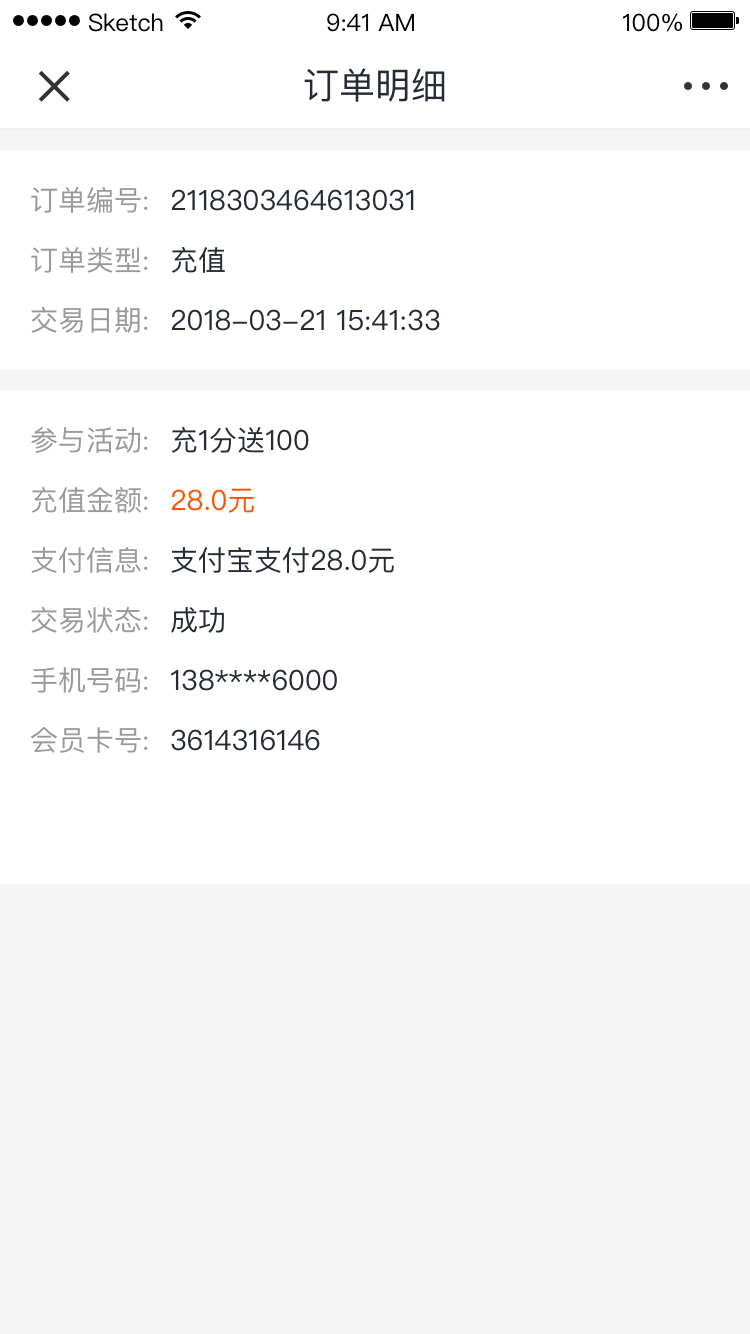 Sketch 9:41 AM 100%
订单明细
订单编号: 2118303464613031
订单类型: 充值
交易日期: 2018-03-21 15:41:33
参与活动: 充1分送100
充值金额: 28.0元
支付信息: 支付宝支付28.0元
交易状态: 成功
手机号码: 138****6000
会员卡号: 3614316146